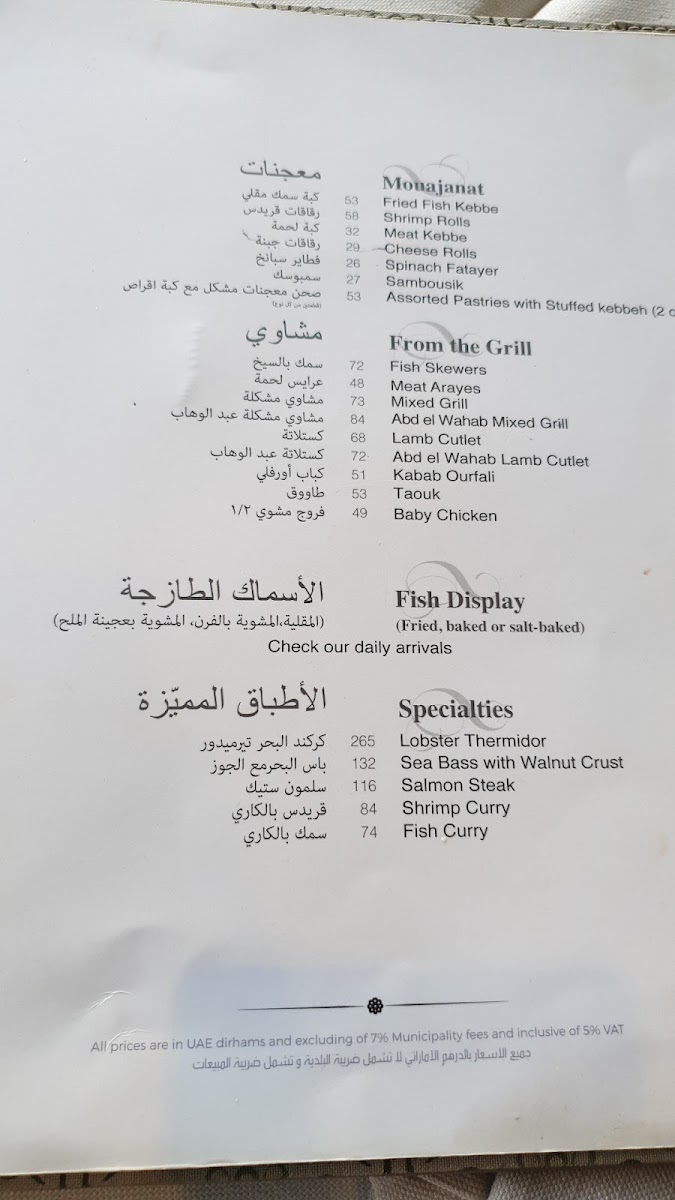 معجنات Mouajanat
كبة سمك مقلي 53 Fried Fish Kebbe
رقاقات قريدس 58 Shrimp Rolls
كبة لحمة 32 Meat Kebbe
رقاقات جبنة 29 Cheese Rolls
فطاير سبانخ 26 Spinach Fatayer
سمبوسك 27 Sambousik
صحن معجنات مشكل مع كبة اقراص 53 Assorted Pastries with Stuffed kebbeh (2
مشاوي From the Grill
سمك بالسيخ 72 Fish Skewers
عرايس لحمة 48 Meat Arayes
مشاوي مشكلة 73 Mixed Grill
مشاوي مشكلة عبد الوهاب 84 Abd el Wahab Mixed Grill
كستلاتة 68 Lamb Cutlet
كستلاتة عبد الوهاب 72 Abd el Wahab Lamb Cutlet
كباب أورفلي 51 Kabab Ourfali
طاووق 53 Taouk
فروج مشوي ١/٢ 49 Baby Chicken
الأسماك الطازجة Fish Display
(المقلية،المشوية بالفرن، المشوية بعجينة الملح) (Fried, baked or salt-baked)
Check our daily arrivals
الأطباق المميّزة Specialties
كركند البحر تيرميدور 265 Lobster Thermidor
باس البحرمع الجوز 132 Sea Bass with Walnut Crust
سلمون ستيك 116 Salmon Steak
قريدس بالكاري 84 Shrimp Curry
سمك بالكاري 74 Fish Curry
All prices are in UAE dirhams and excluding of 7% Municipality fees and inclusive of 5% VAT
جميع الأسعار بالدرهم الاماراتي لا تشمل ضريبة البلدية و تشمل ضريبة المبيعات